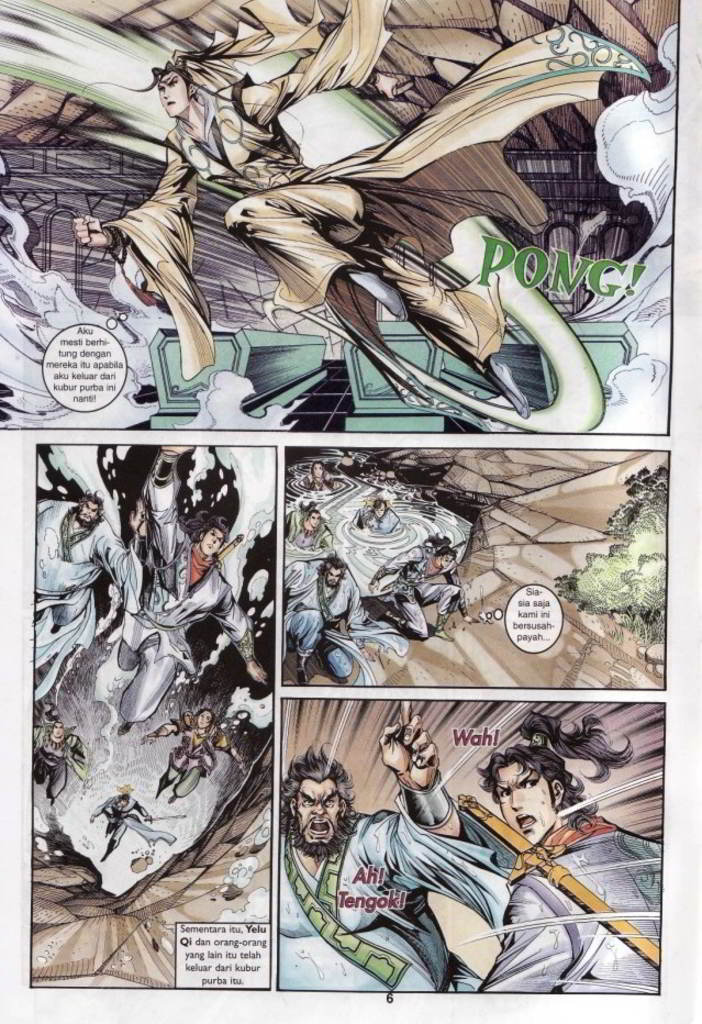 PONG!
Aku
mesti berhi-
tung dengan
mereka itu apabila
aku keluar dari
kubur purba ini
nanti!
Sia-
sia saja
kami ini
bersusah-
payah...
Sementara itu, Yelu
Qi dan orang-orang
yang lain itu telah
keluar dari kubur
purba itu.
Wah!
Ah!
Tengok!
6